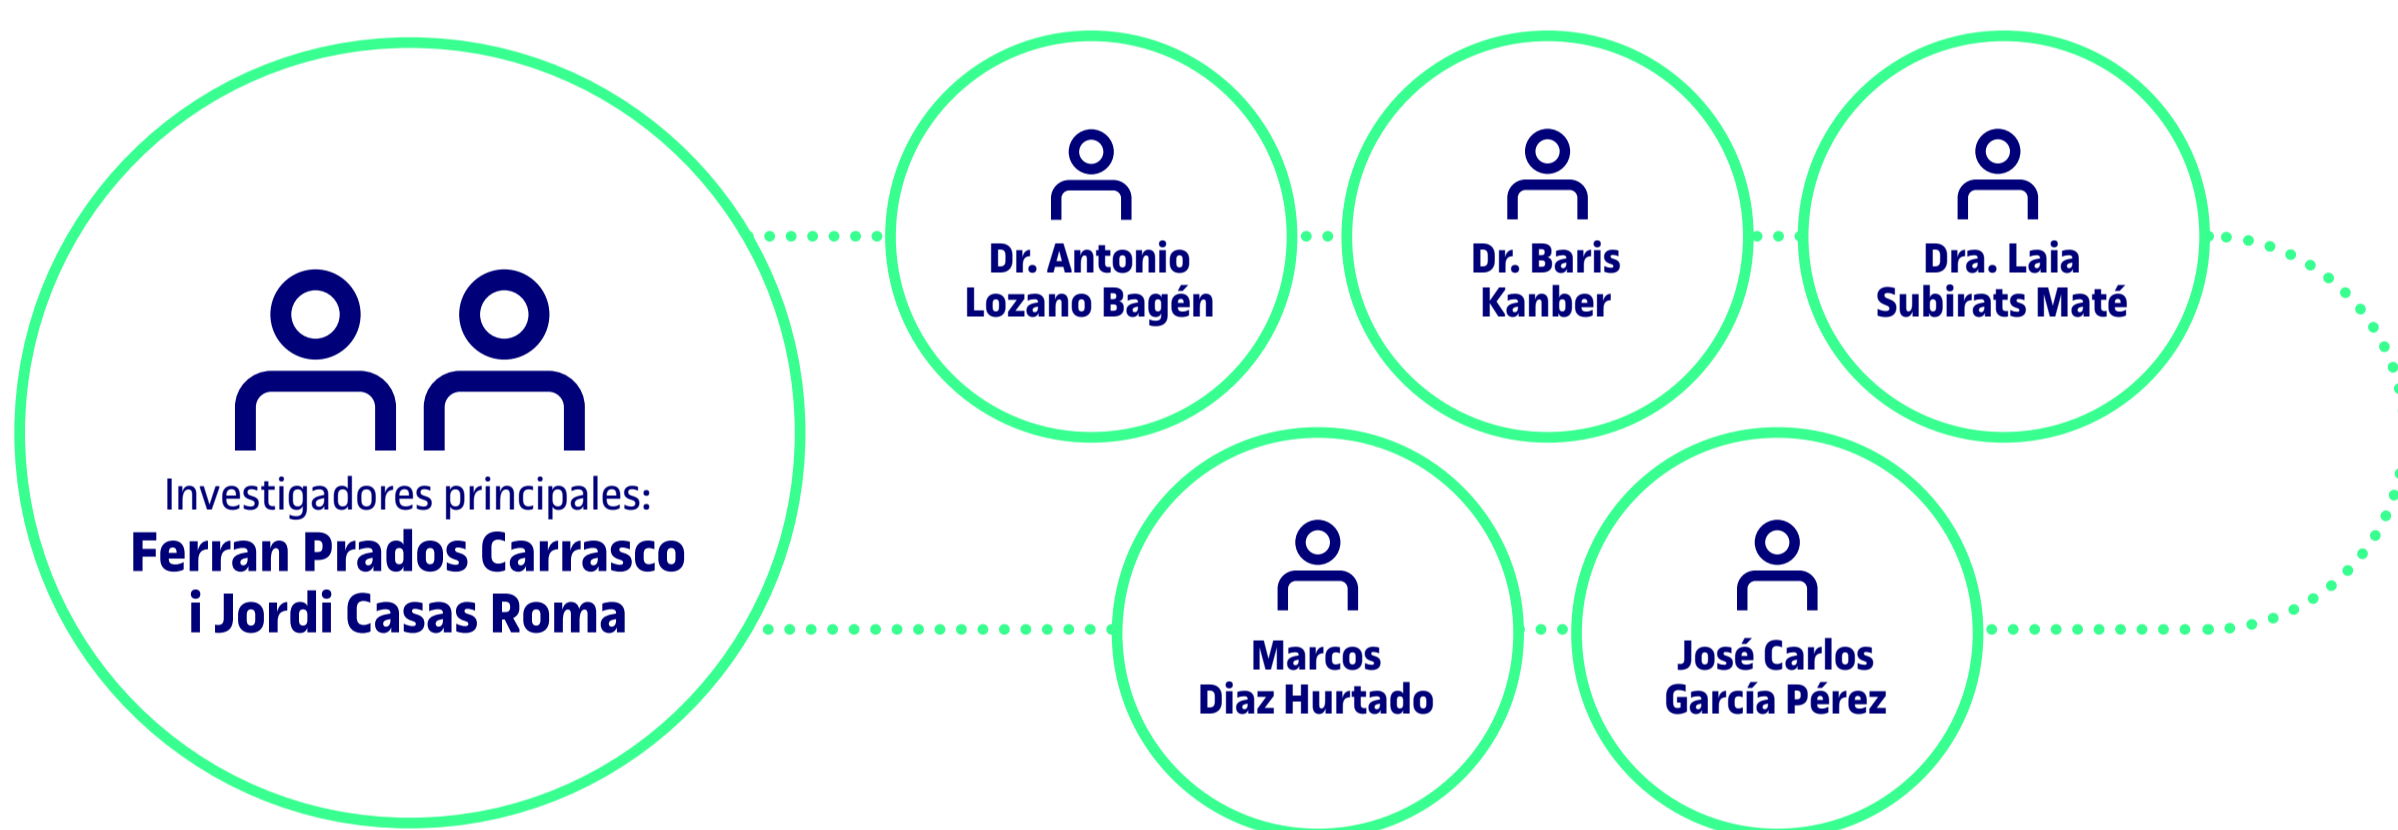 Investigadores principales:
Ferran Prados Carrasco
i Jordi Casas Roma
Dr. Antonio
Lozano Bagén
Dr. Baris
Kanber
Dra. Laia
Subirats Maté
Marcos
Diaz Hurtado
José Carlos
García Pérez